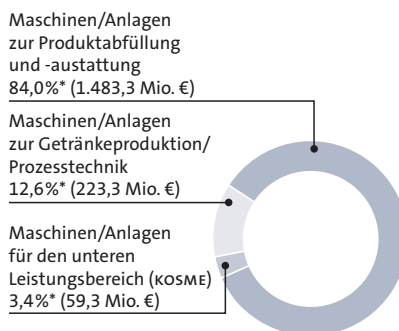 Maschinen/Anlagen
zur Produktabfüllung
und -austattung
84,0%* (1.483,3 Mio. €)
Maschinen/Anlagen
zur Getränkeproduktion/
Prozesstechnik
12,6%* (223,3 Mio. €)
Maschinen/Anlagen
für den unteren
Leistungsbereich (KOSME)
3,4%* (59,3 Mio. €)